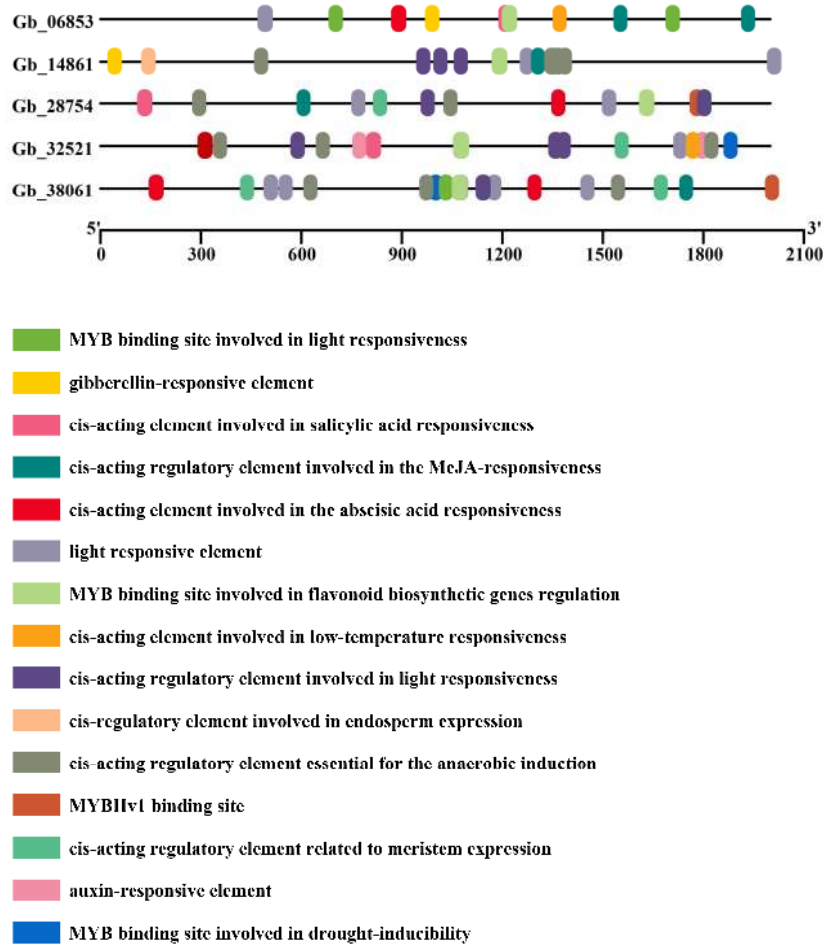 Gb_06853
Gb_14861
Gb_28754
Gb_32521
Gb_38061
5' 3'
0 300 600 900 1200 1500 1800 2100
MYB binding site involved in light responsiveness
gibberellin-responsive element
cis-acting element involved in salicylic acid responsiveness
cis-acting regulatory element involved in the MeJA-responsiveness
cis-acting element involved in the abscisic acid responsiveness
light responsive element
MYB binding site involved in flavonoid biosynthetic genes regulation
cis-acting element involved in low-temperature responsiveness
cis-acting regulatory element involved in light responsiveness
cis-regulatory element involved in endosperm expression
cis-acting regulatory element essential for the anaerobic induction
MYBHv1 binding site
cis-acting regulatory element related to meristem expression
auxin-responsive element
MYB binding site involved in drought-inducibility